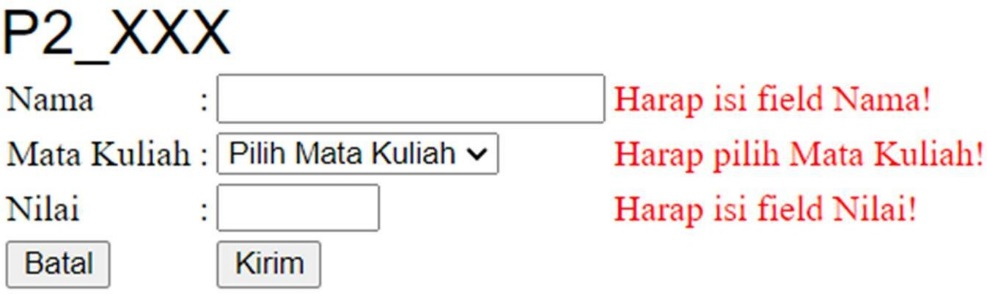 P2_XXX
Nama : Harap isi field Nama!
Mata Kuliah : Pilih Mata Kuliah Harap pilih Mata Kuliah!
Nilai : Harap isi field Nilai!
Batal Kirim